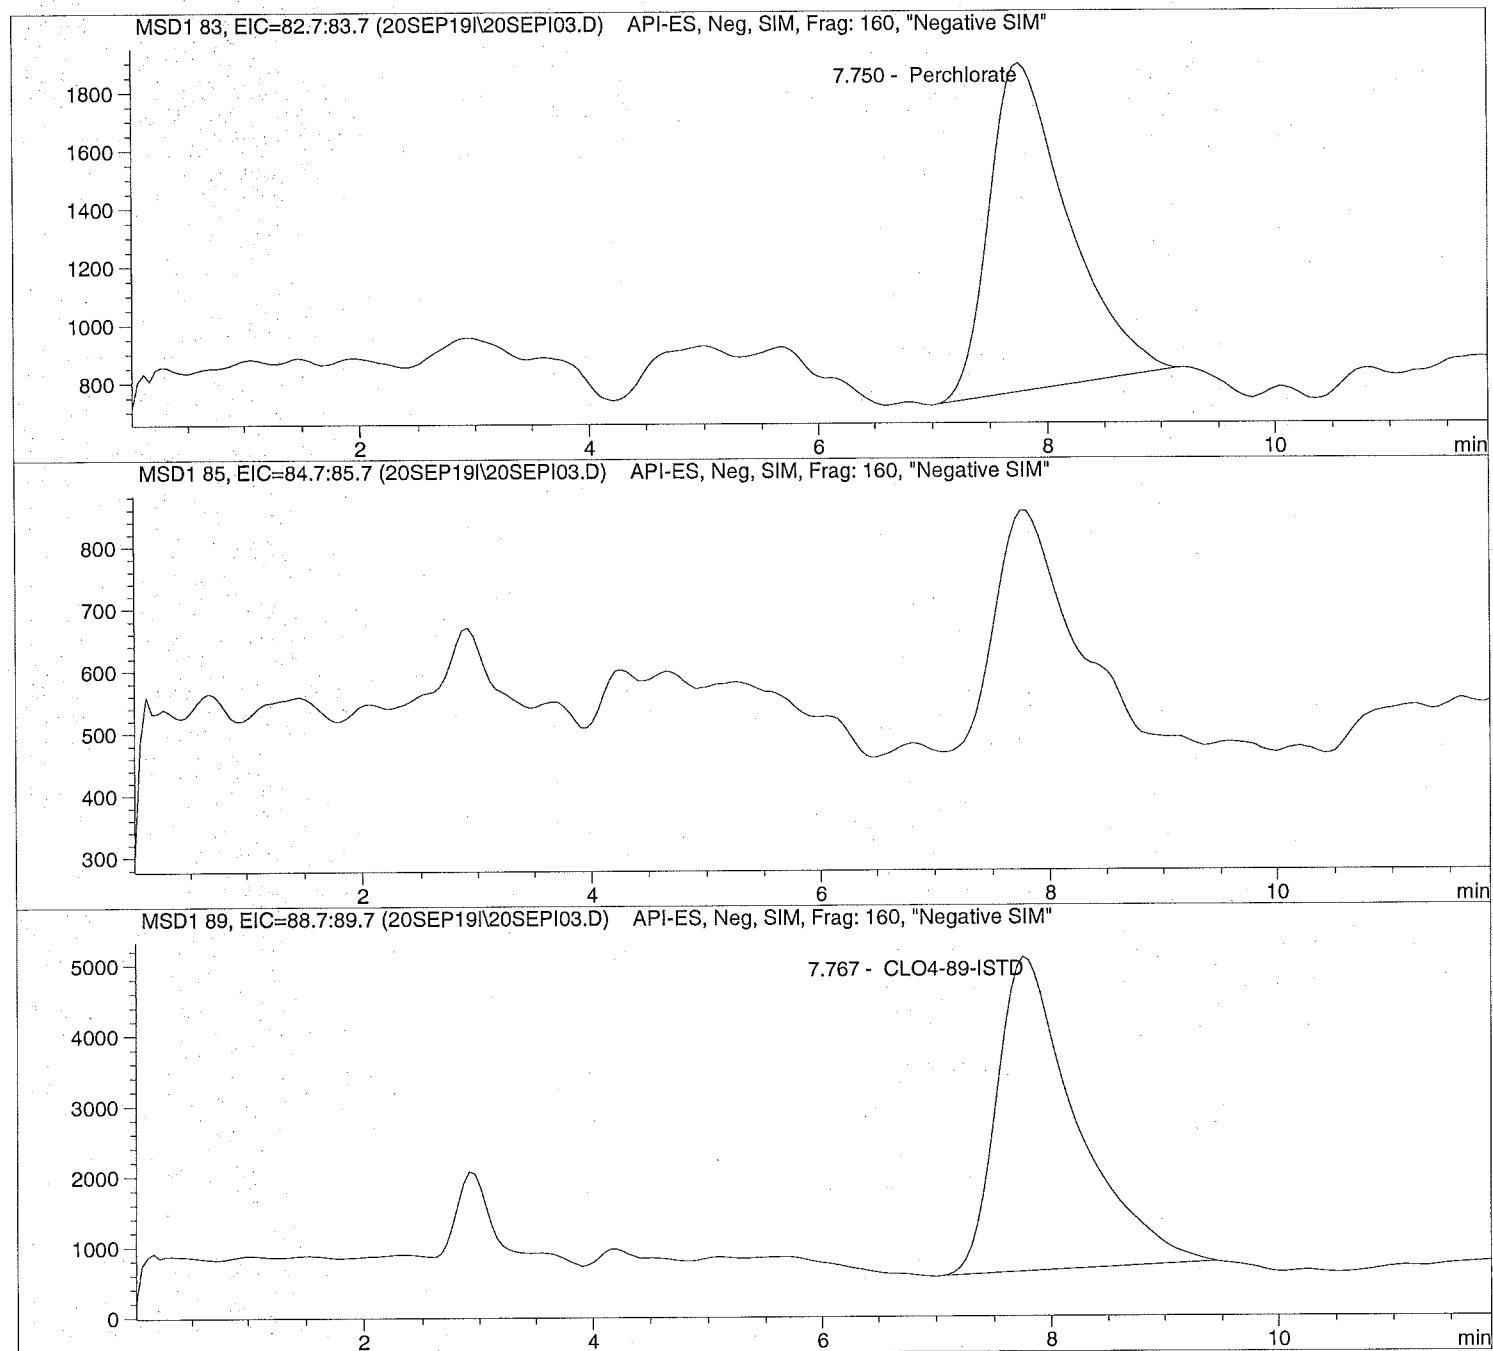 MSD1 83, EIC=82.7:83.7 (20SEP19I\20SEPI03.D) API-ES, Neg, SIM, Frag: 160, "Negative SIM"
7.750 - Perchlorate
1800
1600
1400
1200
1000
800
2 4 6 8 10 min
MSD1 85, EIC=84.7:85.7 (20SEP19I\20SEPI03.D) API-ES, Neg, SIM, Frag: 160, "Negative SIM"
800
700
600
500
400
300
2 4 6 8 10 min
MSD1 89, EIC=88.7:89.7 (20SEP19I\20SEPI03.D) API-ES, Neg, SIM, Frag: 160, "Negative SIM"
7.767 - CLO4-89-ISTD
5000
4000
3000
2000
1000
0
2 4 6 8 10 min